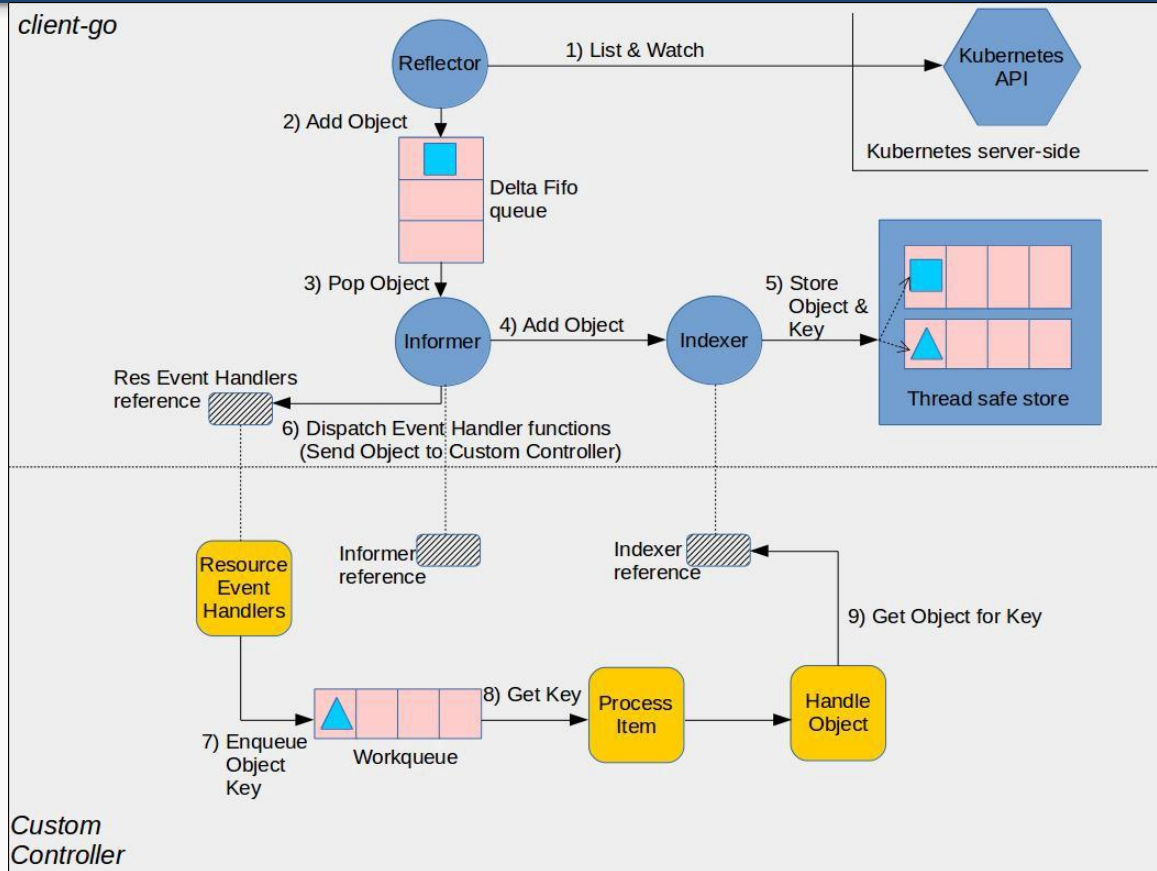 client-go
Reflector
1) List & Watch
Kubernetes
API
Kubernetes server-side
2) Add Object
Delta Fifo
queue
3) Pop Object
Informer
4) Add Object
Indexer
5) Store
Object &
Key
Thread safe store
Res Event Handlers
reference
6) Dispatch Event Handler functions
(Send Object to Custom Controller)
Resource
Event
Handlers
Informer
reference
Indexer
reference
9) Get Object for Key
7) Enqueue
Object
Key
Workqueue
8) Get Key
Process
Item
Handle
Object
Custom
Controller